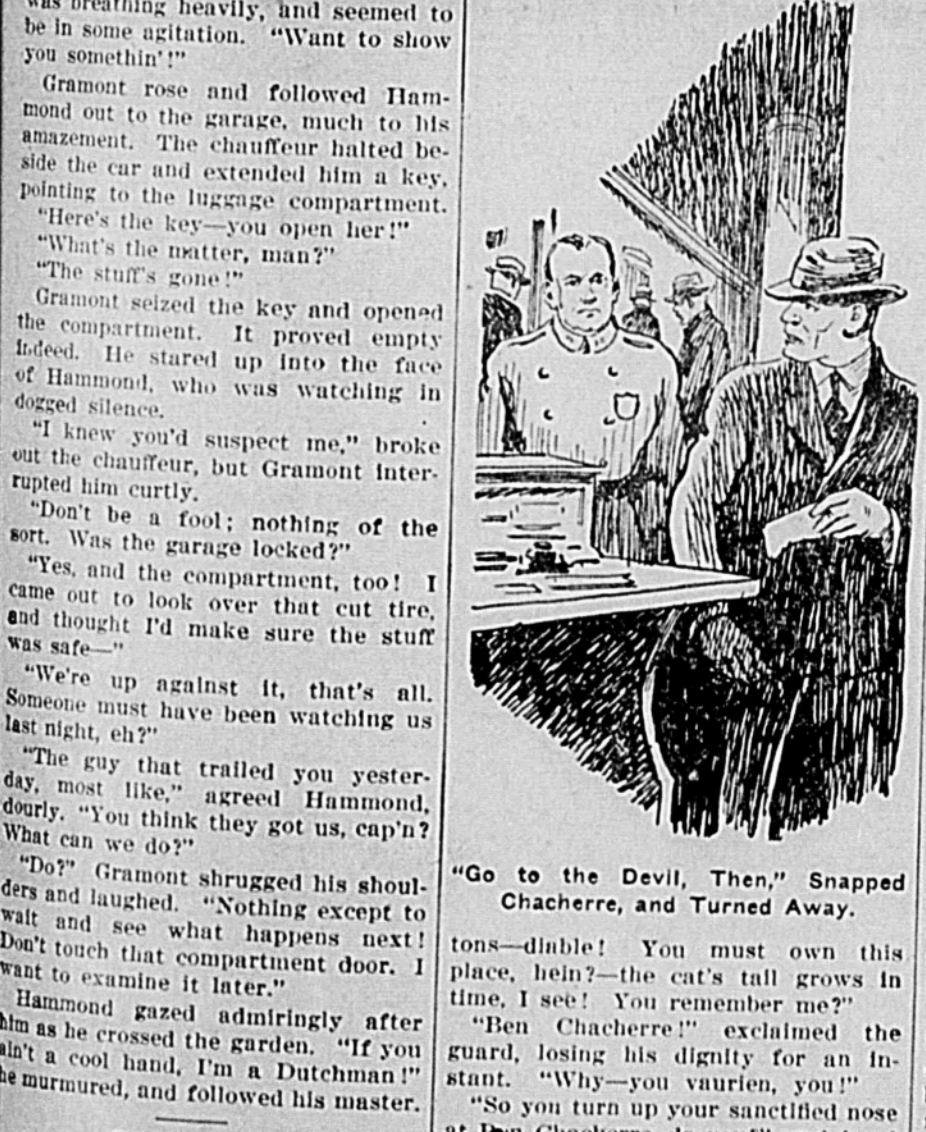 was breathing heavily, and seemed to
be in some agitation. "Want to show
you somethin'!"
Gramont rose and followed Ham-
mond out to the garage, much to his
amazement. The chauffeur halted be-
side the car and extended him a key,
pointing to the luggage compartment.
"Here's the key—you open her!"
"What's the matter, man?"
"The stuff's gone!"
Gramont seized the key and opened
the compartment. It proved empty
indeed. He stared up into the face
of Hammond, who was watching in
dogged silence.
"I knew you'd suspect me," broke
out the chauffeur, but Gramont inter-
rupted him curtly.
"Don't be a fool; nothing of the
sort. Was the garage locked?"
"Yes, and the compartment, too! I
came out to look over that cut tire,
and thought I'd make sure the stuff
was safe—"
"We're up against it, that's all.
Someone must have been watching us
last night, eh?"
"The guy that trailed you yester-
day, most like," agreed Hammond,
dourly. "You think they got us, cap'n?
What can we do?"
"Do?" Gramont shrugged his shoul-
ders and laughed. "Nothing except to
wait and see what happens next!
Don't touch that compartment door. I
want to examine it later."
Hammond gazed admiringly after
him as he crossed the garden. "If you
ain't a cool hand, I'm a Dutchman!"
he murmured, and followed his master.
"Go to the Devil, Then," Snapped
Chacherre, and Turned Away.
tons—diable! You must own this
place, hein?—the cat's tail grows in
time, I see! You remember me?"
"Ben Chacherre!" exclaimed the
guard, losing his dignity for an in-
stant. "Why—you vaurien, you!"
"So you turn up your sanctified nose
at Ben Chacherre